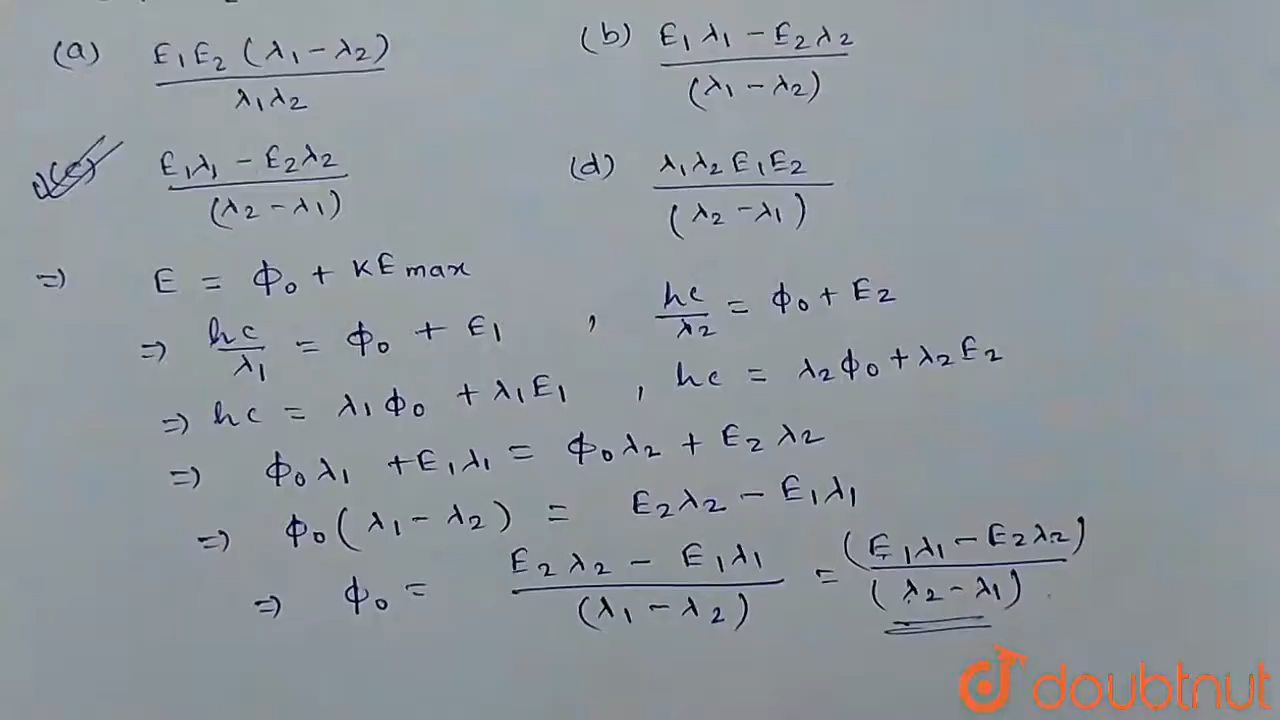 (a) E₁E₂ (λ₁ - λ₂) / λ₁λ₂ (b) E₁λ₁ - E₂λ₂ / (λ₁ - λ₂)
(c) E₁λ₁ - E₂λ₂ / (λ₂ - λ₁) (d) λ₁λ₂E₁E₂ / (λ₂ - λ₁)
⇒ E = Φ₀ + KE max
⇒ hc/λ₁ = Φ₀ + E₁ , hc/λ₂ = Φ₀ + E₂
⇒ hc = λ₁Φ₀ + λ₁E₁ , hc = λ₂Φ₀ + λ₂E₂
⇒ Φ₀λ₁ + E₁λ₁ = Φ₀λ₂ + E₂λ₂
⇒ Φ₀(λ₁ - λ₂) = E₂λ₂ - E₁λ₁
⇒ Φ₀ = E₂λ₂ - E₁λ₁ / (λ₁ - λ₂) = (E₁λ₁ - E₂λ₂) / (λ₂ - λ₁)
doubtnut